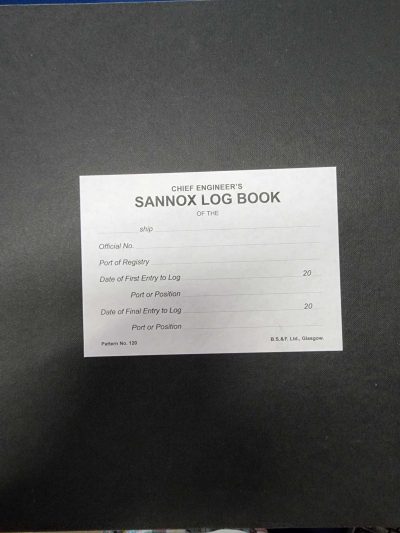 CHIEF ENGINEER'S
SANNOX LOG BOOK
OF THE
ship
Official No.
Port of Registry
Date of First Entry to Log 20
Port or Position
Date of Final Entry to Log 20
Port or Position
Pattern No. 120 B.S.&F. Ltd., Glasgow.